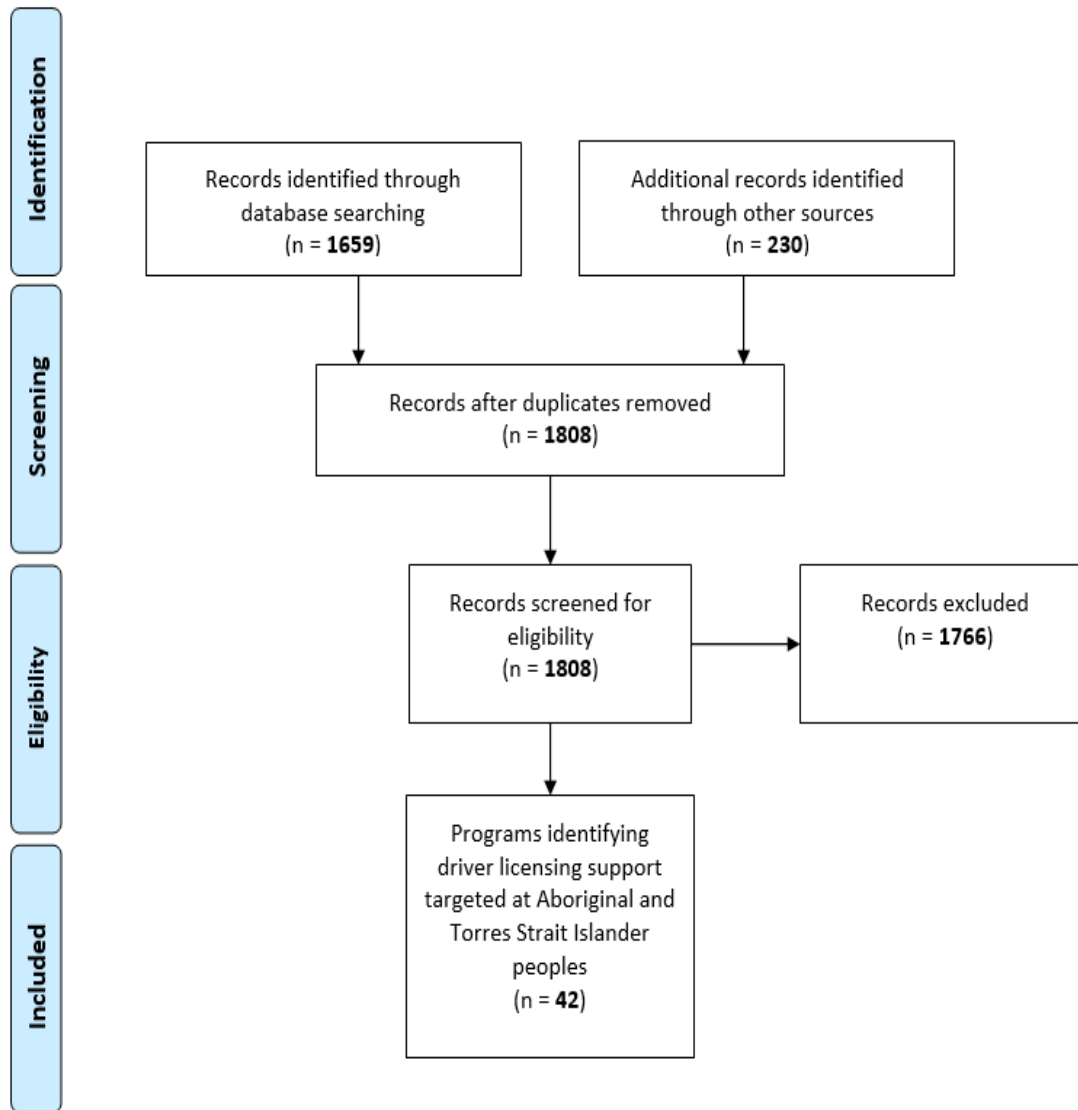 Identification
Records identified through
database searching
(n = 1659)
Additional records identified
through other sources
(n = 230)
Screening
Records after duplicates removed
(n = 1808)
Eligibility
Records screened for
eligibility
(n = 1808)
Records excluded
(n = 1766)
Included
Programs identifying
driver licensing support
targeted at Aboriginal and
Torres Strait Islander
peoples
(n = 42)